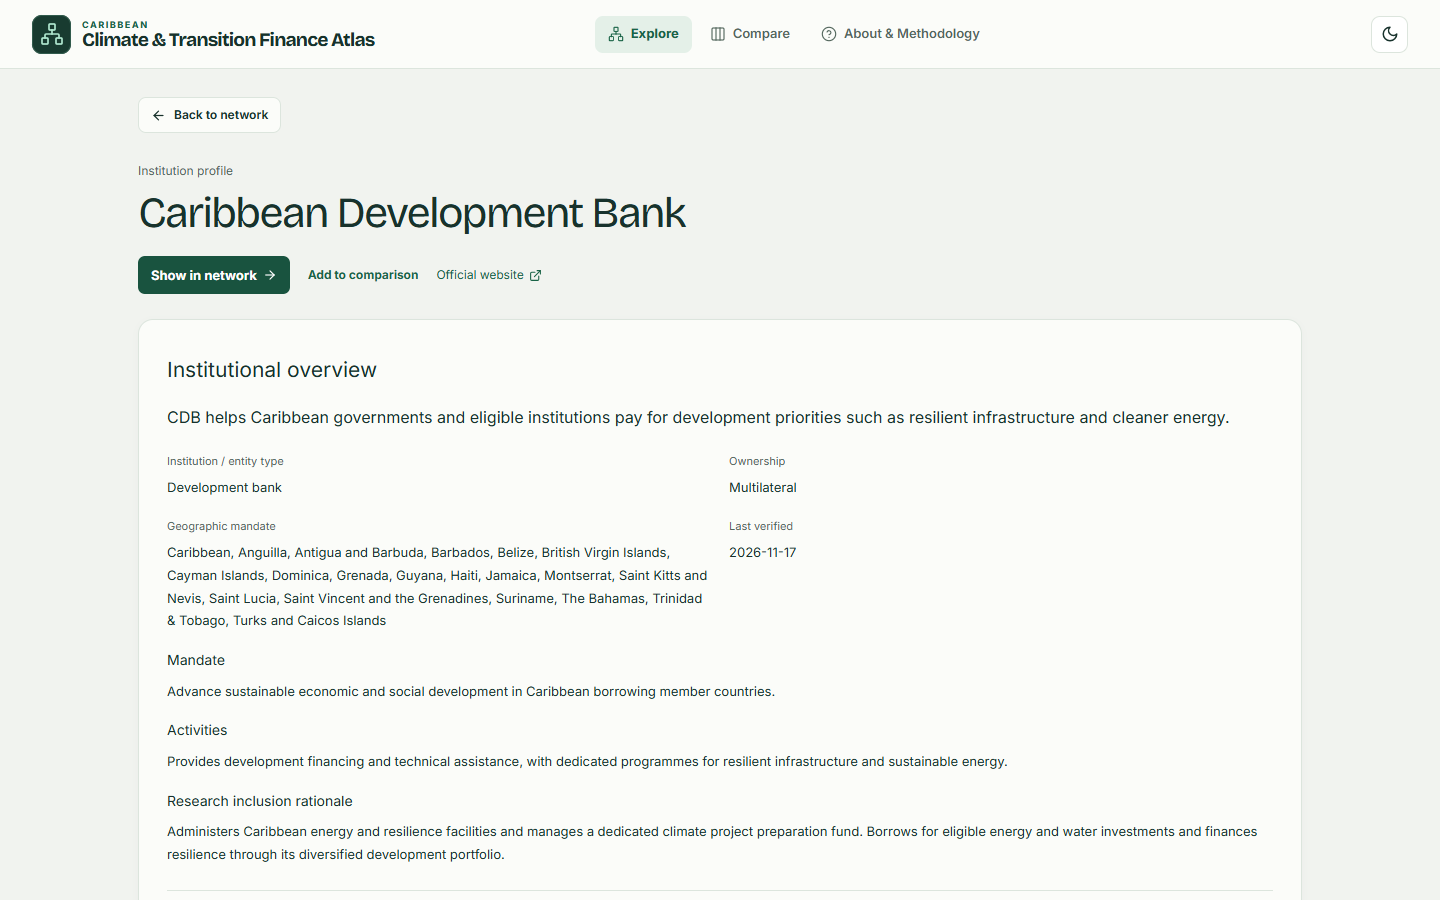 CARIBBEAN
Climate & Transition Finance Atlas
Explore
Compare
About & Methodology
Back to network
Institution profile
Caribbean Development Bank
Show in network
Add to comparison
Official website
Institutional overview
CDB helps Caribbean governments and eligible institutions pay for development priorities such as resilient infrastructure and cleaner energy.
Institution / entity type
Development bank
Ownership
Multilateral
Geographic mandate
Caribbean, Anguilla, Antigua and Barbuda, Barbados, Belize, British Virgin Islands,
Cayman Islands, Dominica, Grenada, Guyana, Haiti, Jamaica, Montserrat, Saint Kitts and
Nevis, Saint Lucia, Saint Vincent and the Grenadines, Suriname, The Bahamas, Trinidad
& Tobago, Turks and Caicos Islands
Last verified
2026-11-17
Mandate
Advance sustainable economic and social development in Caribbean borrowing member countries.
Activities
Provides development financing and technical assistance, with dedicated programmes for resilient infrastructure and sustainable energy.
Research inclusion rationale
Administers Caribbean energy and resilience facilities and manages a dedicated climate project preparation fund. Borrows for eligible energy and water investments and finances
resilience through its diversified development portfolio.